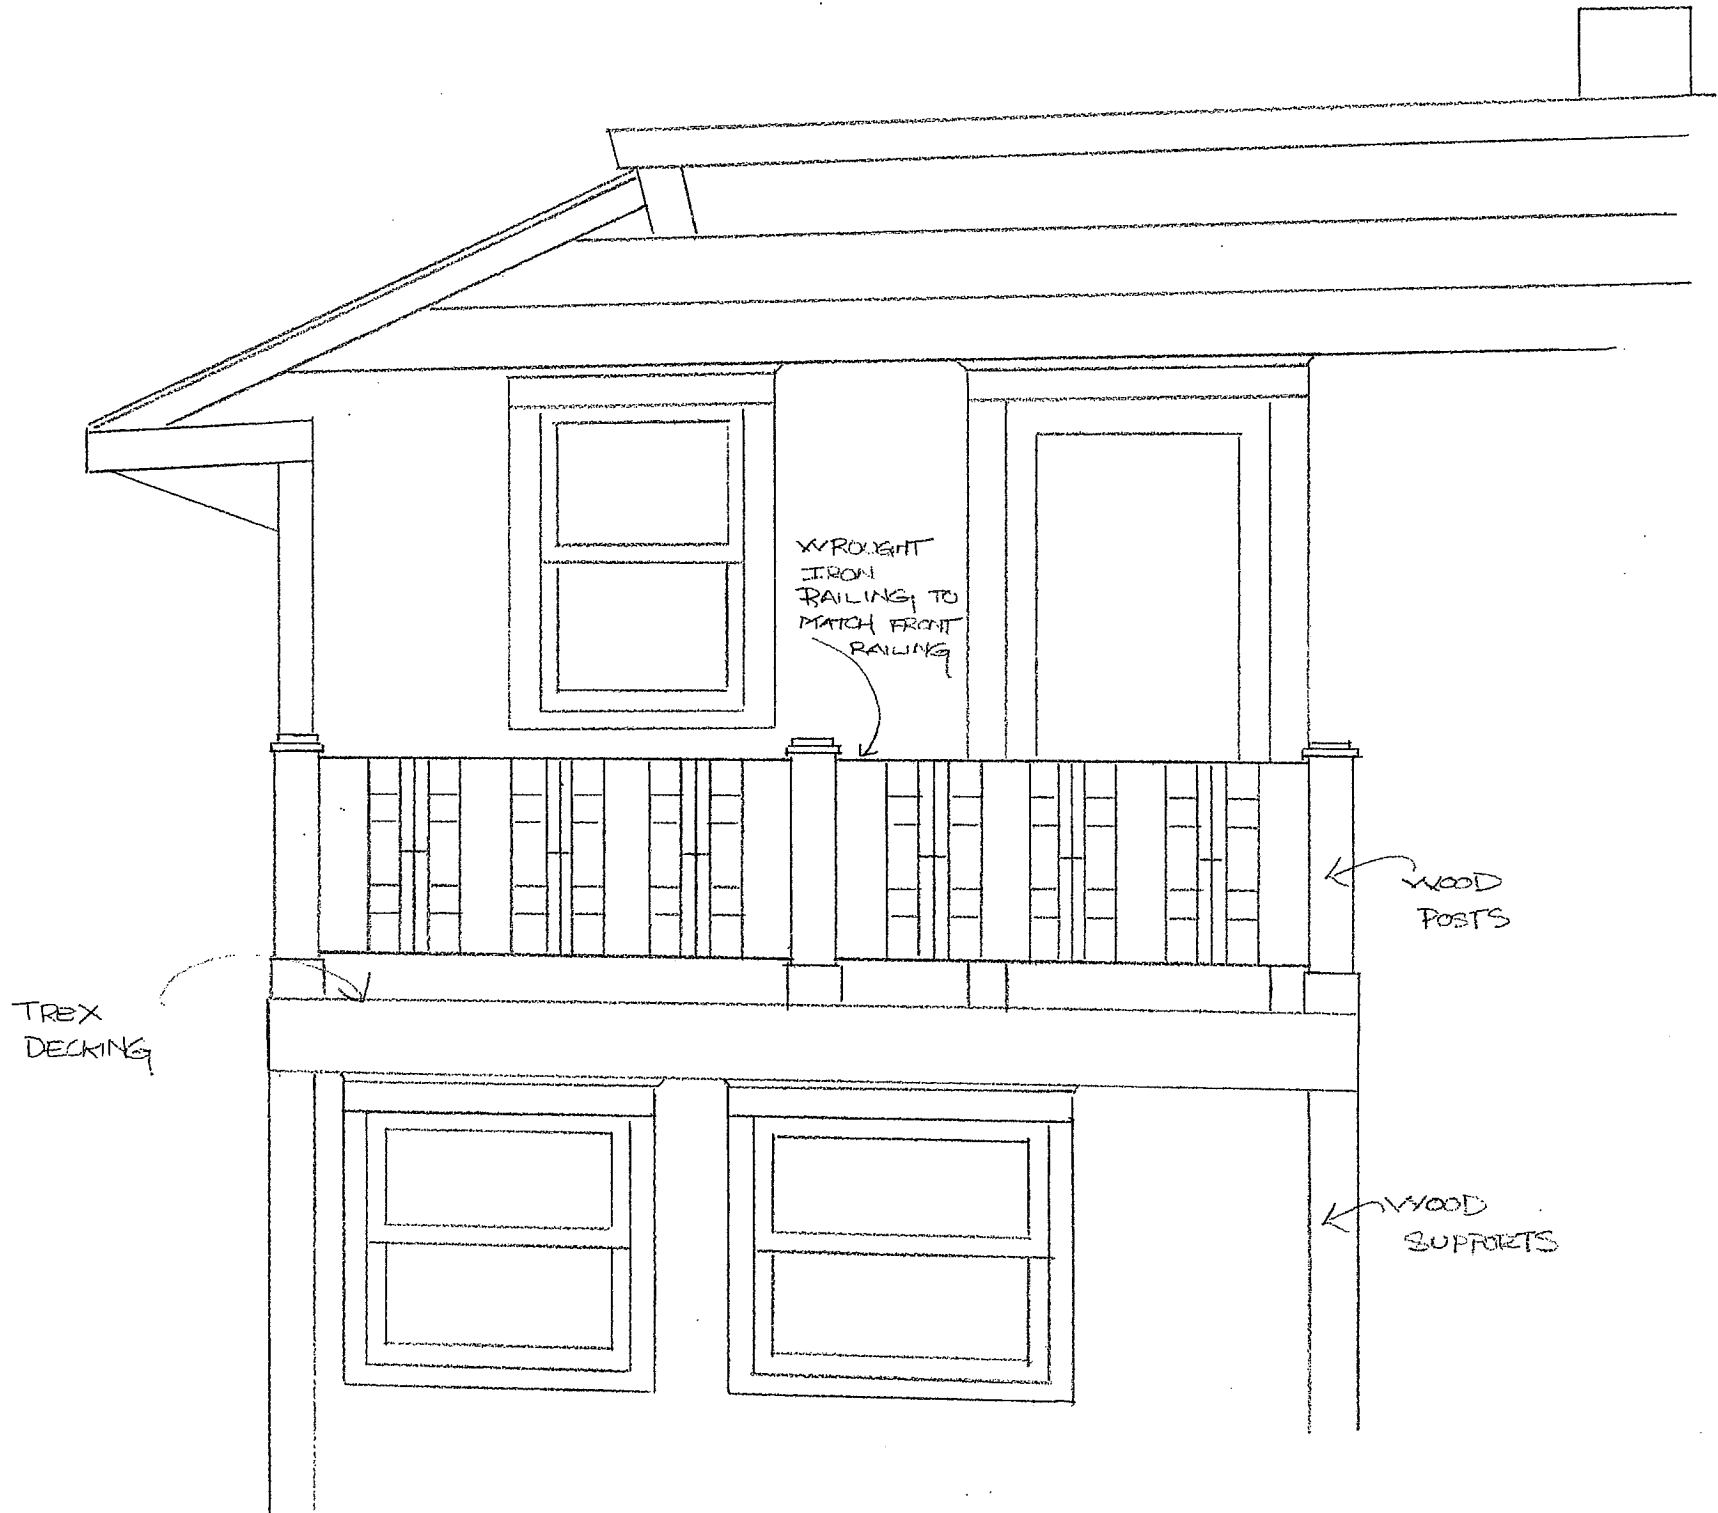 WROUGHT
IRON
RAILING TO
MATCH FRONT
RAILING
WOOD
POSTS
TREX
DECKING
WOOD
SUPPORTS